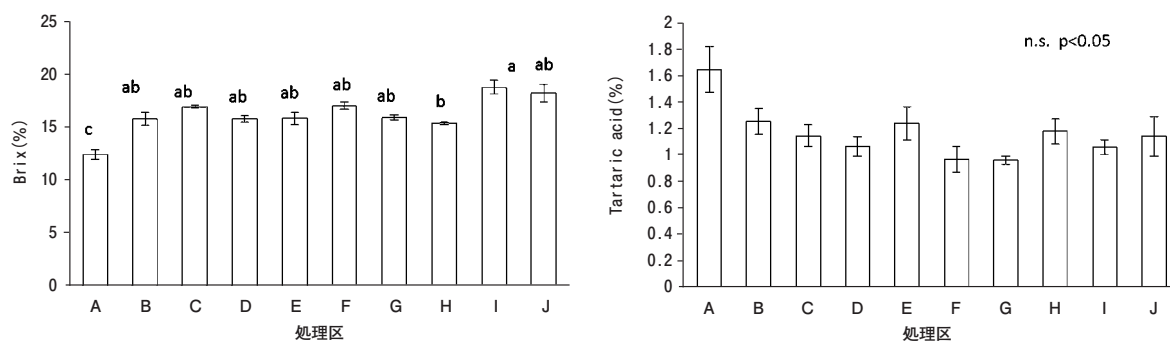 25
20
15
10
5
0
Brix(%)
c
ab
ab
ab
ab
ab
ab
b
a
ab
A B C D E F G H I J
処理区
2
1.8
1.6
1.4
1.2
1
0.8
0.6
0.4
0.2
0
Tartaric acid(%)
n.s. p<0.05
A B C D E F G H I J
処理区